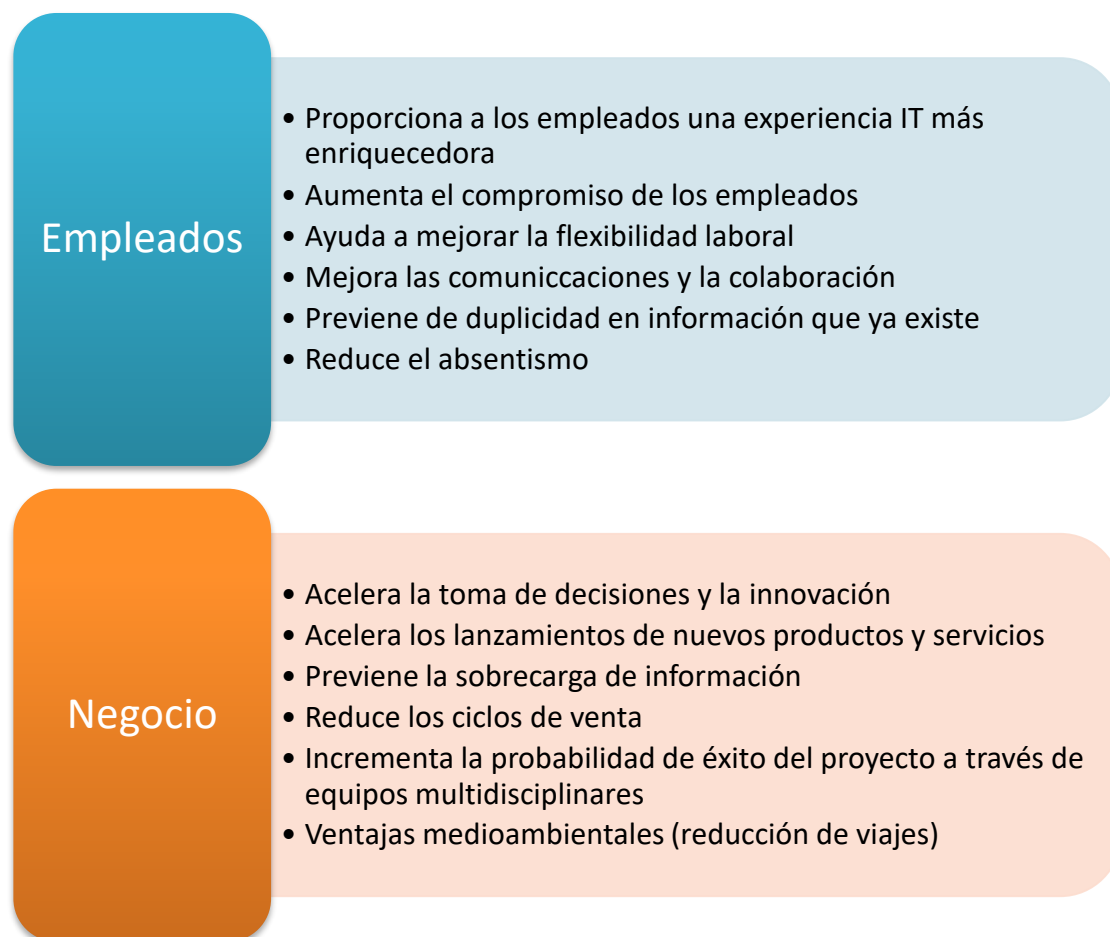 Empleados
• Proporciona a los empleados una experiencia IT más
enriquecedora
• Aumenta el compromiso de los empleados
• Ayuda a mejorar la flexibilidad laboral
• Mejora las comuniccaciones y la colaboración
• Previene de duplicidad en información que ya existe
• Reduce el absentismo
Negocio
• Acelera la toma de decisiones y la innovación
• Acelera los lanzamientos de nuevos productos y servicios
• Previene la sobrecarga de información
• Reduce los ciclos de venta
• Incrementa la probabilidad de éxito del proyecto a través de
equipos multidisciplinares
• Ventajas medioambientales (reducción de viajes)